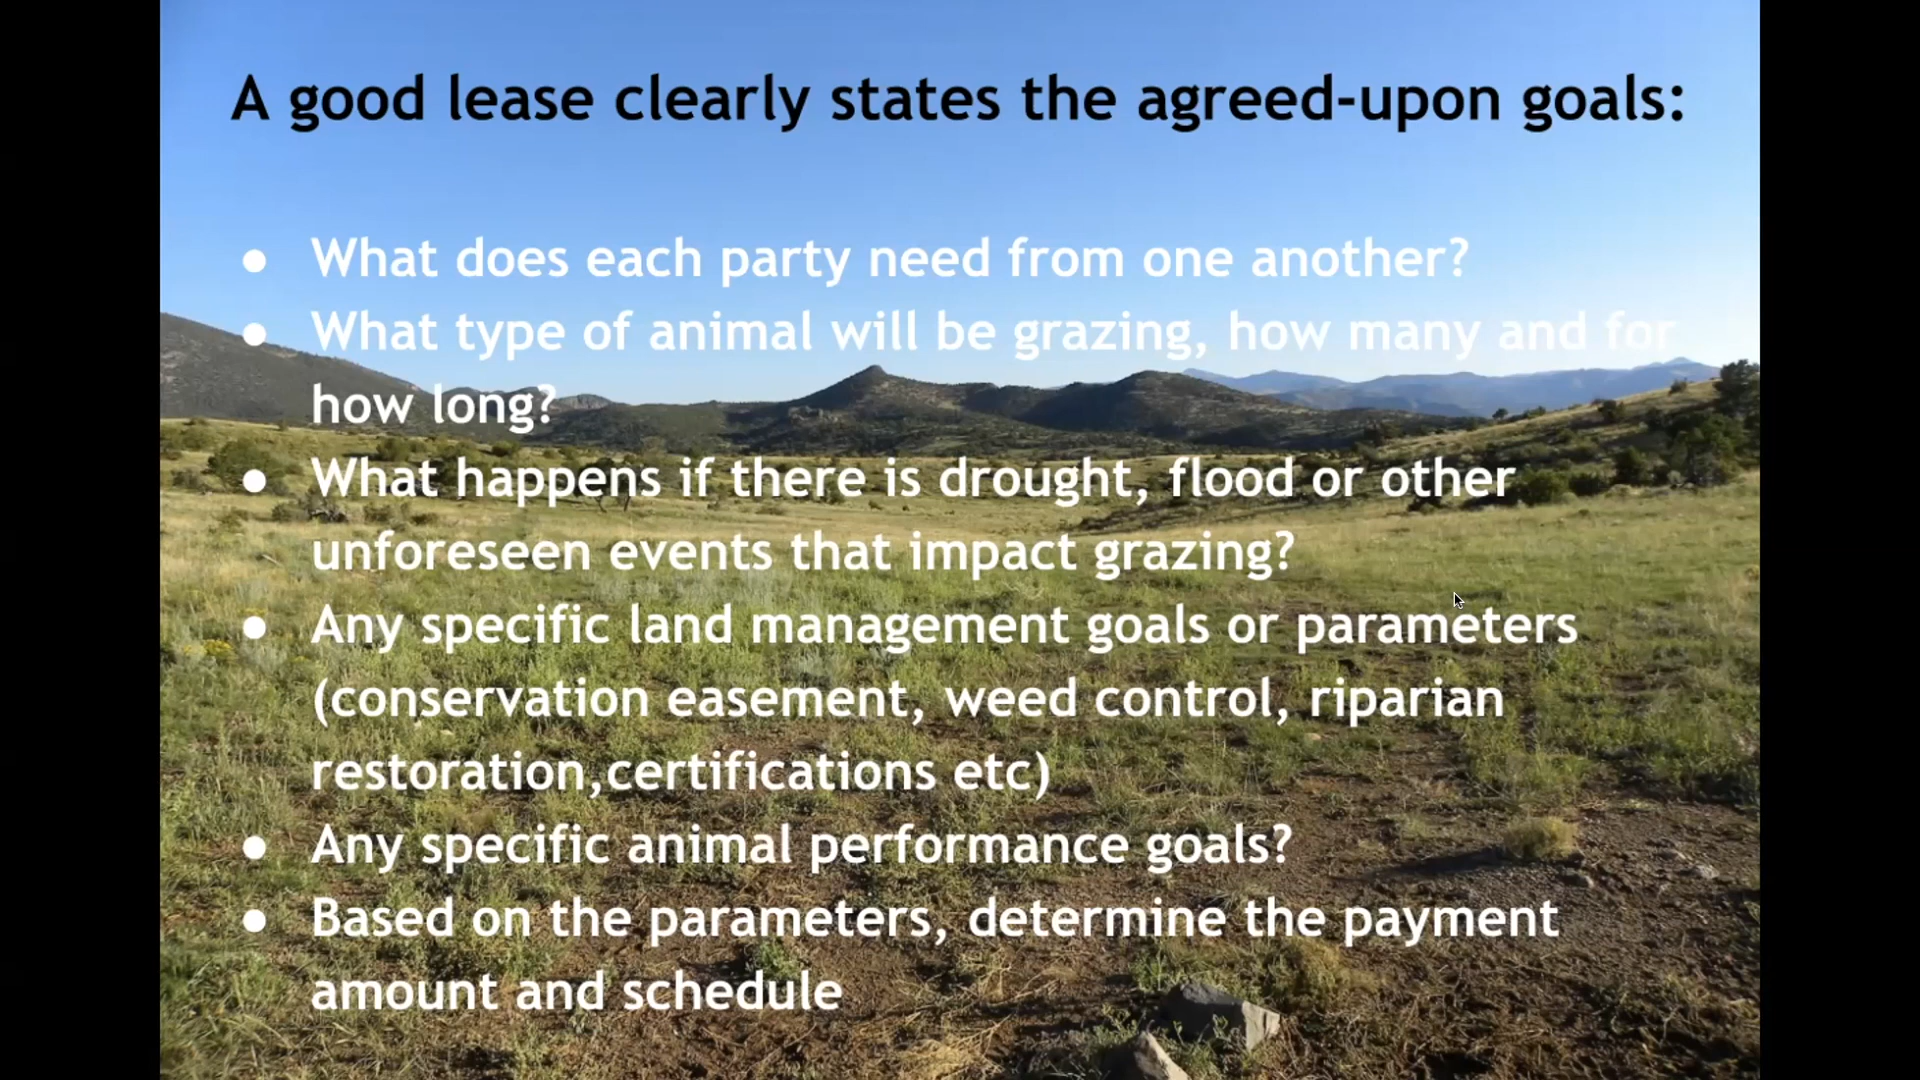 A good lease clearly states the agreed-upon goals:
● What does each party need from one another?
● What type of animal will be grazing, how many and for
how long?
● What happens if there is drought, flood or other
unforeseen events that impact grazing?
● Any specific land management goals or parameters
(conservation easement, weed control, riparian
restoration,certifications etc)
● Any specific animal performance goals?
● Based on the parameters, determine the payment
amount and schedule